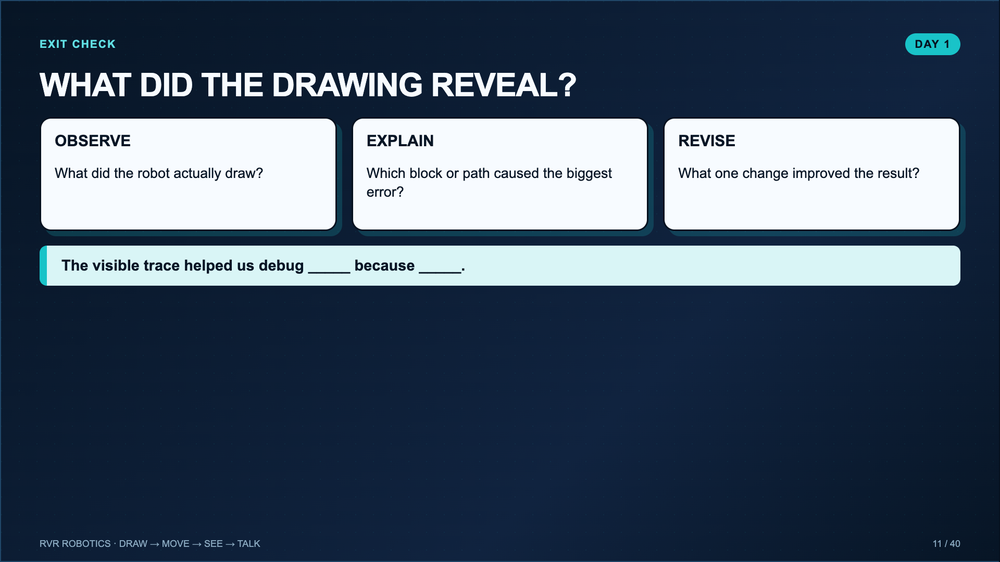 EXIT CHECK
DAY 1
WHAT DID THE DRAWING REVEAL?
OBSERVE
What did the robot actually draw?
EXPLAIN
Which block or path caused the biggest
error?
REVISE
What one change improved the result?
The visible trace helped us debug _____ because _____.
RVR ROBOTICS · DRAW → MOVE → SEE → TALK
11 / 40